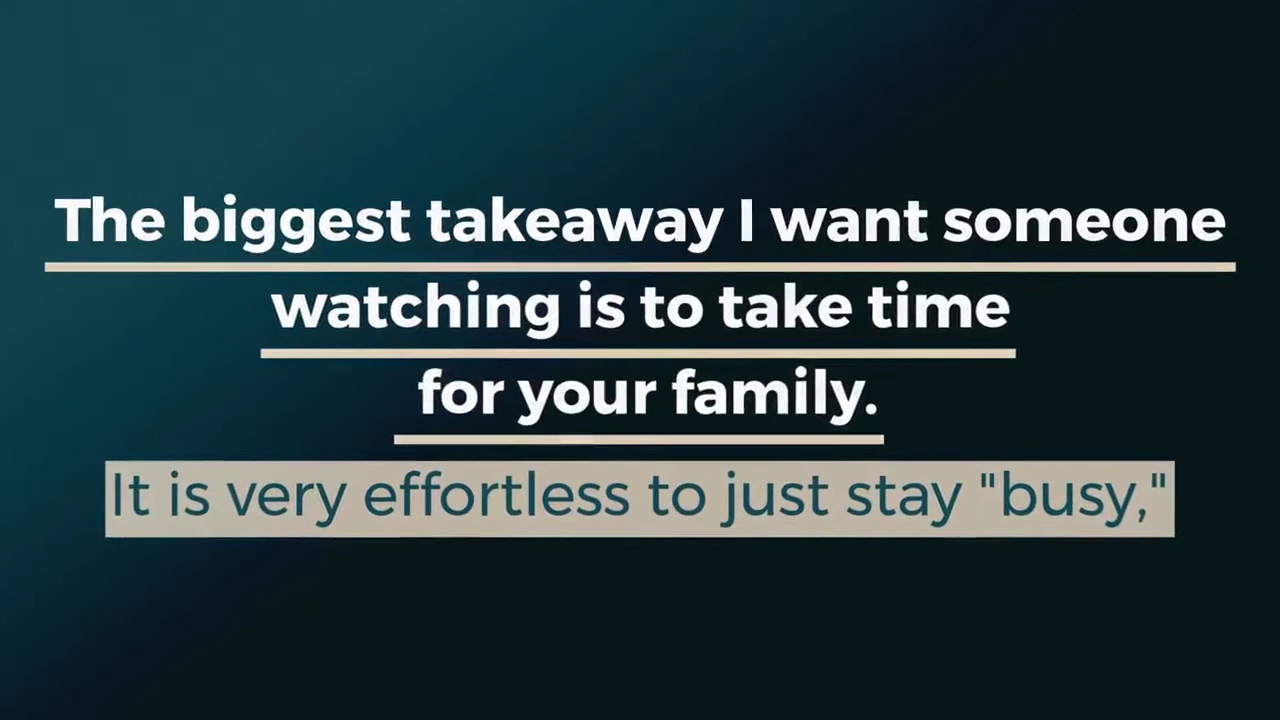 The biggest takeaway I want someone
watching is to take time
for your family.
It is very effortless to just stay "busy,"